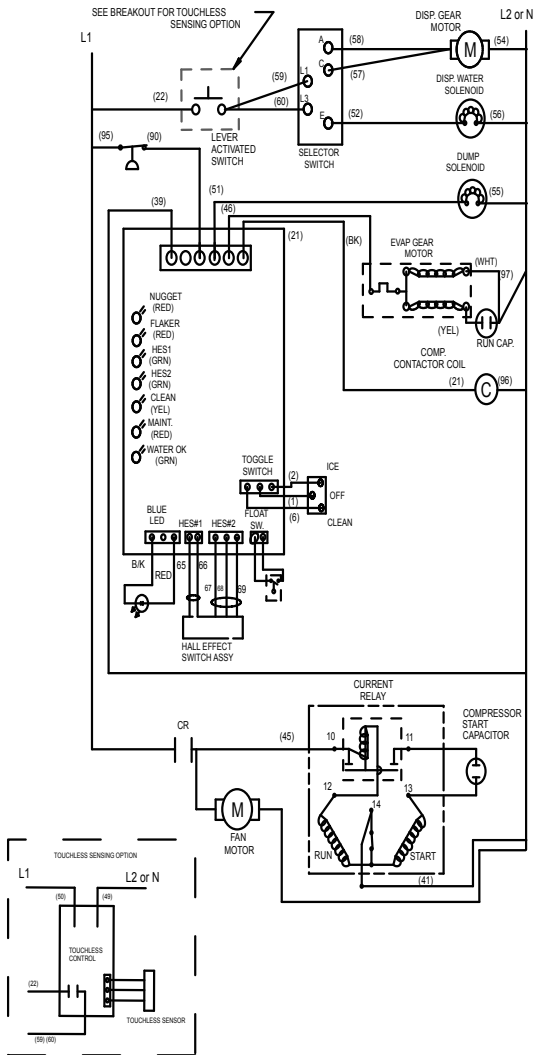 SEE BREAKOUT FOR TOUCHLESS
SENSING OPTION
DISP. GEAR
MOTOR
L2 or N
L1
A
(58)
M
(54)
C
(57)
(59)
L1
DISP. WATER
SOLENOID
(22)
(60)
L3
E
(52)
(56)
LEVER
ACTIVATED
SWITCH
SELECTOR
SWITCH
(95)
(90)
DUMP
SOLENOID
(51)
(39)
(46)
(55)
(21)
(BK)
EVAP GEAR
MOTOR
(WHT)
(97)
(YEL)
RUN CAP.
NUGGET
(RED)
FLAKER
(RED)
HES1
(GRN)
HES2
(GRN)
CLEAN
(YEL)
MAINT.
(RED)
WATER OK
(GRN)
COMP.
CONTACTOR COIL
(21)
C
(96)
TOGGLE
SWITCH
(2)
ICE
OFF
(1)
(6)
CLEAN
BLUE
LED
HES#1
HES#2
FLOAT
SW.
B/K
RED
65
66
67
68
69
HALL EFFECT
SWITCH ASSY
CURRENT
RELAY
CR
(45)
10
11
COMPRESSOR
START
CAPACITOR
12
13
14
M
FAN
MOTOR
RUN
START
(41)
TOUCHLESS SENSING OPTION
L1
L2 or N
(50)
(49)
TOUCHLESS
CONTROL
(22)
TOUCHLESS SENSOR
(59) (60)